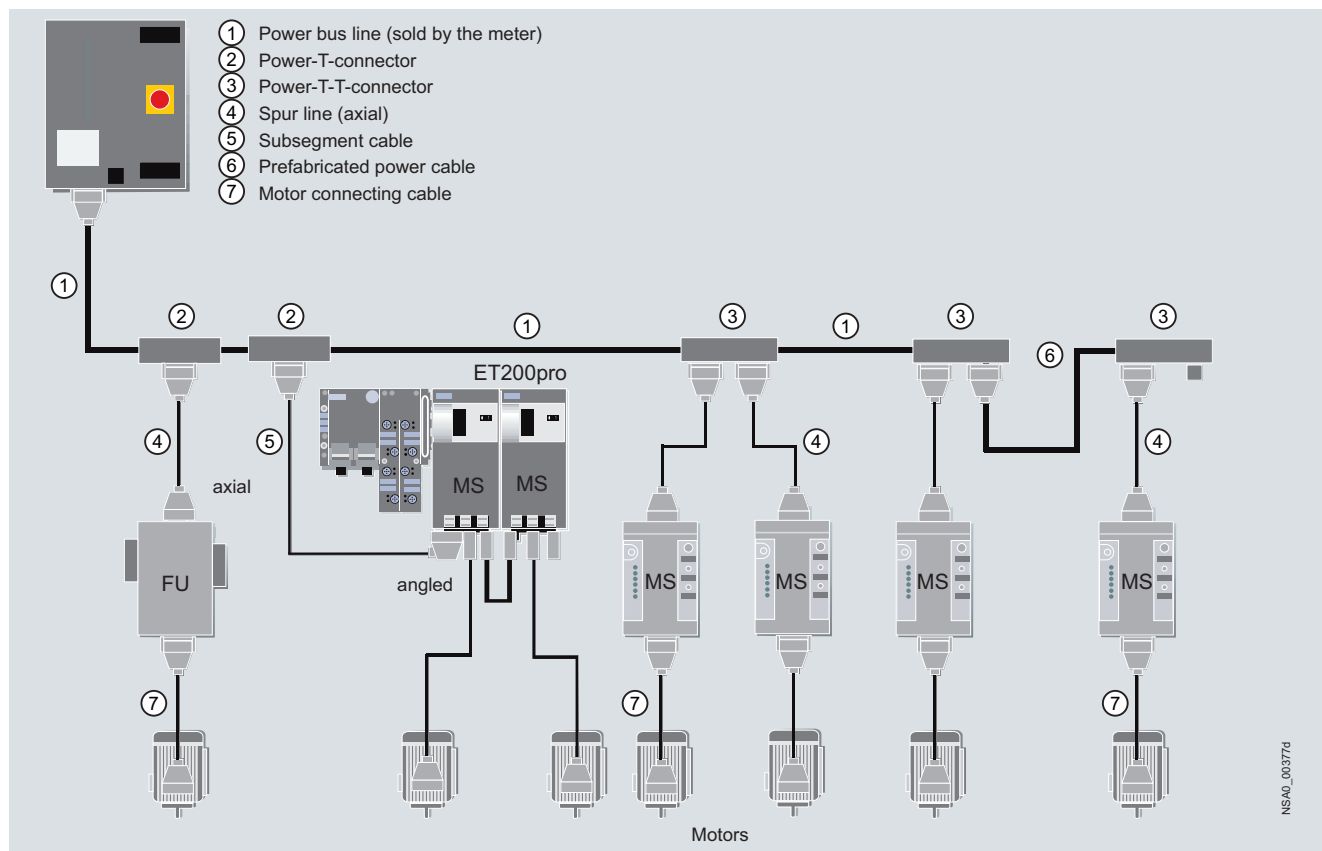 1 Power bus line (sold by the meter)
2 Power-T-connector
3 Power-T-T-connector
4 Spur line (axial)
5 Subsegment cable
6 Prefabricated power cable
7 Motor connecting cable
1
2
2
1
3
1
3
6
3
ET200pro
4
5
4
4
axial
MS
MS
angled
FU
MS
MS
MS
MS
7
7
7
Motors
NSA0_00377d